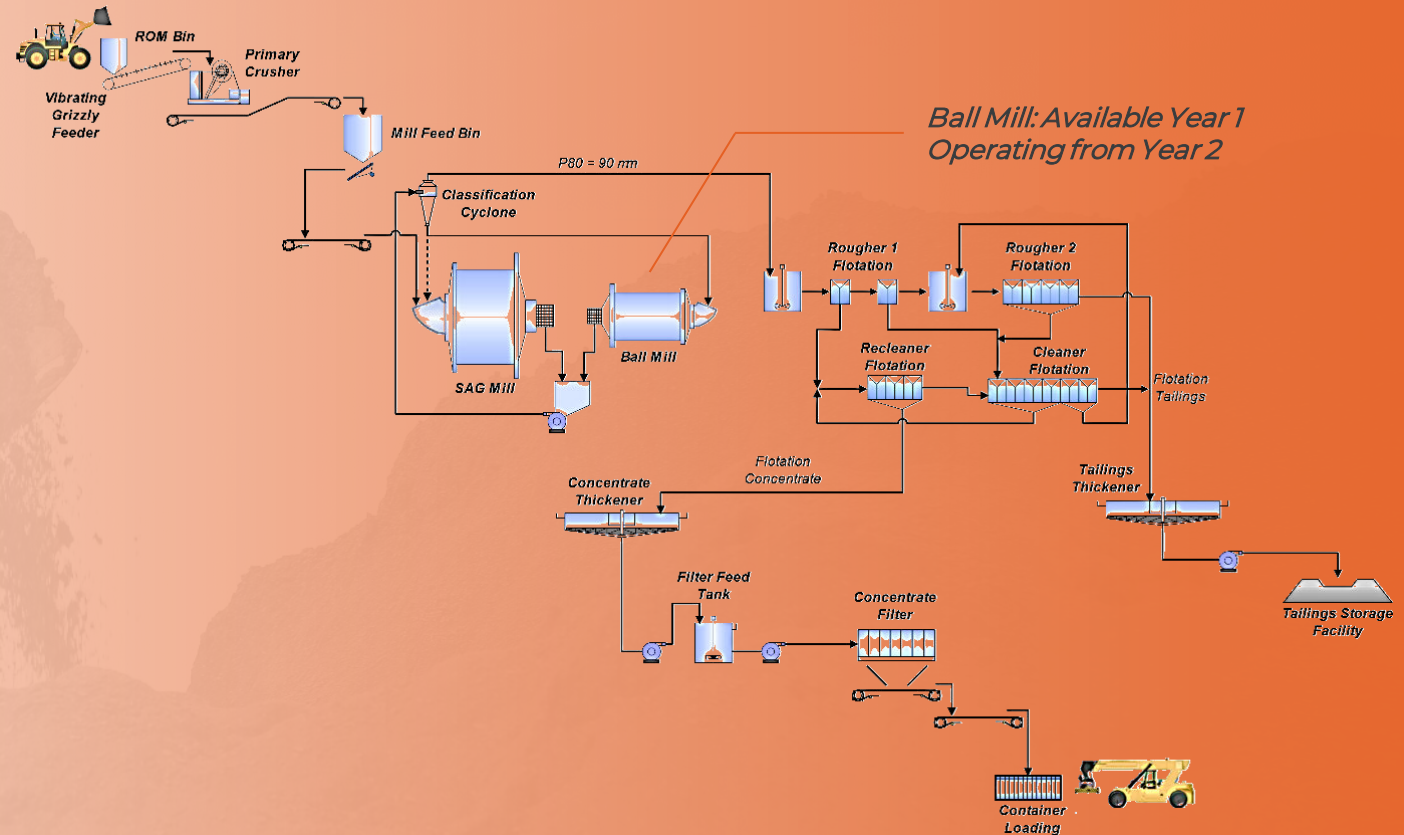 ROM Bin
Primary
Crusher
Vibrating
Grizzly
Feeder
Mill Feed Bin
Ball Mill: Available Year 1
Operating from Year 2
P80 = 90 nm
Classification
Cyclone
Rougher 1
Flotation
Rougher 2
Flotation
SAG Mill
Ball Mill
Recleaner
Flotation
Cleaner
Flotation
Flotation
Tailings
Flotation
Concentrate
Concentrate
Thickener
Tailings
Thickener
Filter Feed
Tank
Concentrate
Filter
Tailings Storage
Facility
Container
Loading